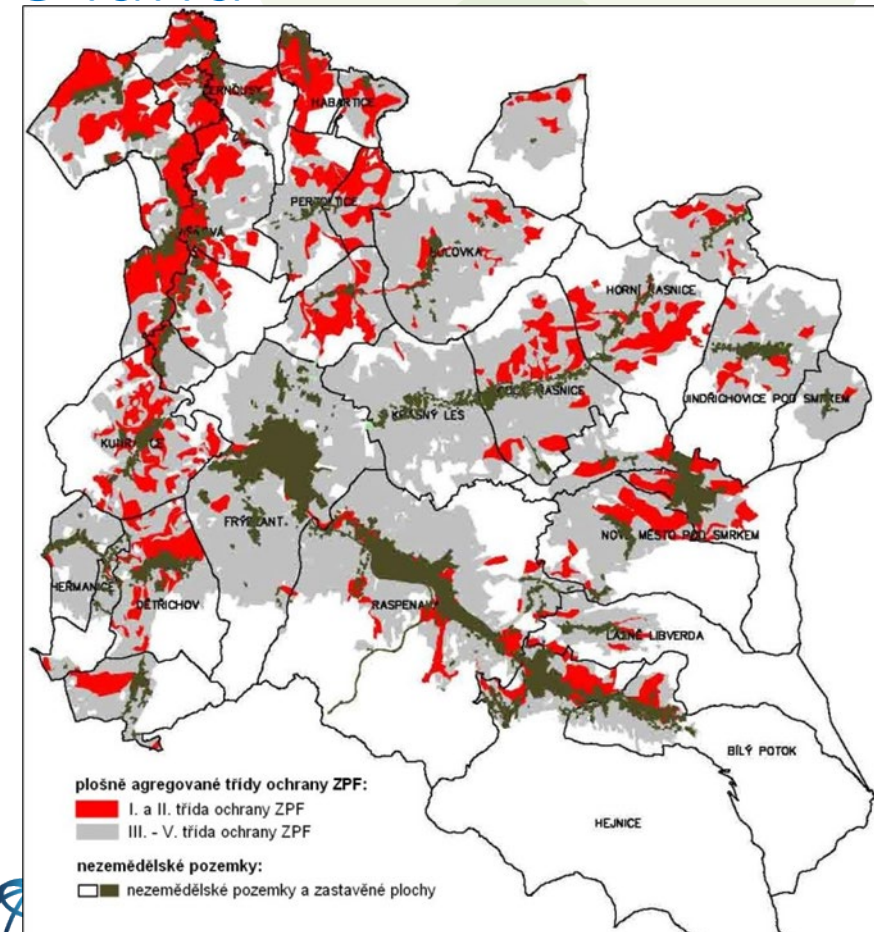 ČERNOUSY
HABARTICE
PERTOLTICE
VIŠŇOVÁ
BULOVKA
HORNÍ ŘASNICE
KRÁSNÝ LES
DOLNÍ ŘASNICE
JINDŘICHOVICE POD SMRKEM
KUNRATICE
FRÝDLANT
NOVÉ MĚSTO POD SMRKEM
HEŘMANICE
DĚTŘICHOV
RASPENAVA
LÁZNĚ LIBVERDA
BÍLÝ POTOK
HEJNICE
plošně agregované třídy ochrany ZPF:
I. a II. třída ochrany ZPF
III. - V. třída ochrany ZPF
nezemědělské pozemky:
nezemědělské pozemky a zastavěné plochy